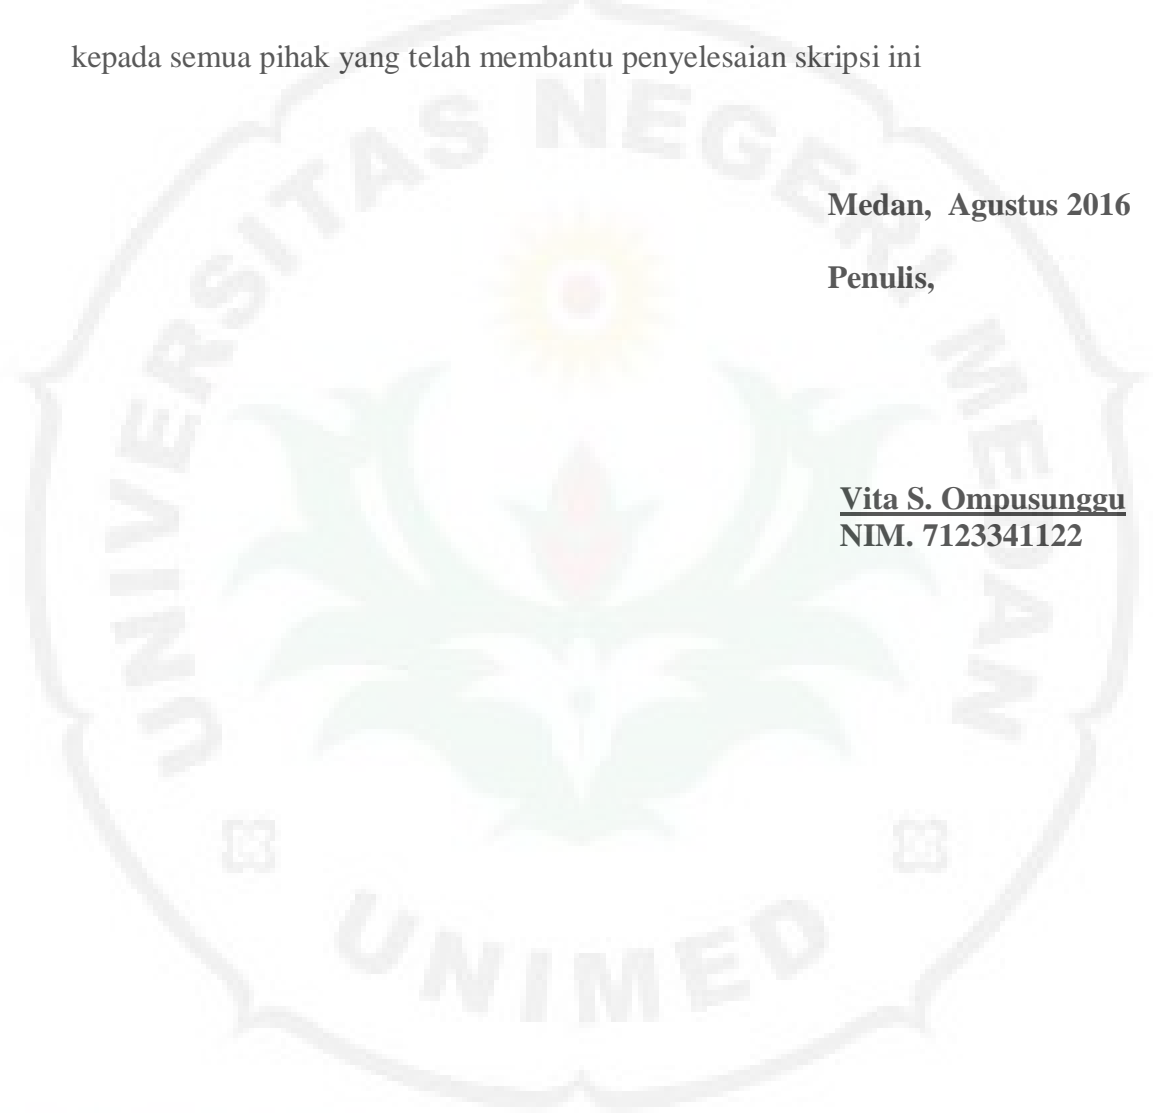 kepada semua pihak yang telah membantu penyelesaian skripsi ini
Medan,  Agustus 2016
Penulis,
Vita S. Ompusunggu
NIM. 7123341122
UNIVERSITAS NEGERI MEDAN
UNIMED